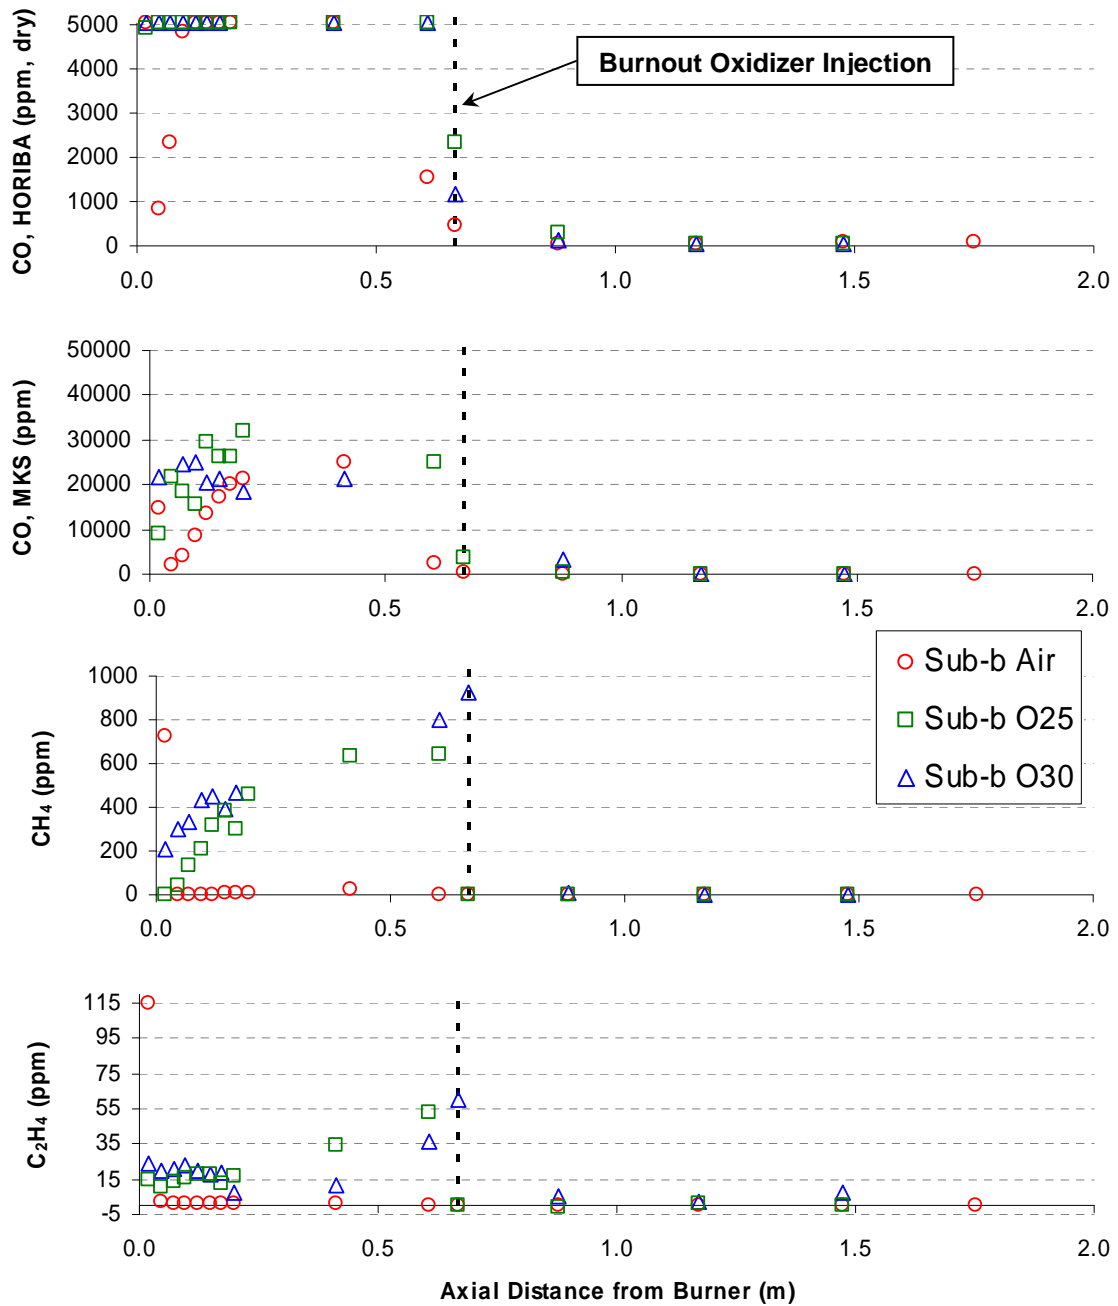 5000
4000
3000
2000
1000
0
CO, HORIBA (ppm, dry)
Burnout Oxidizer Injection
0.0 0.5 1.0 1.5 2.0
50000
40000
30000
20000
10000
0
CO, MKS (ppm)
0.0 0.5 1.0 1.5 2.0
1000
800
600
400
200
0
CH₄ (ppm)
Sub-b Air
Sub-b O25
Sub-b O30
0.0 0.5 1.0 1.5 2.0
115
95
75
55
35
15
-5
C₂H₄ (ppm)
0.0 0.5 1.0 1.5 2.0
Axial Distance from Burner (m)